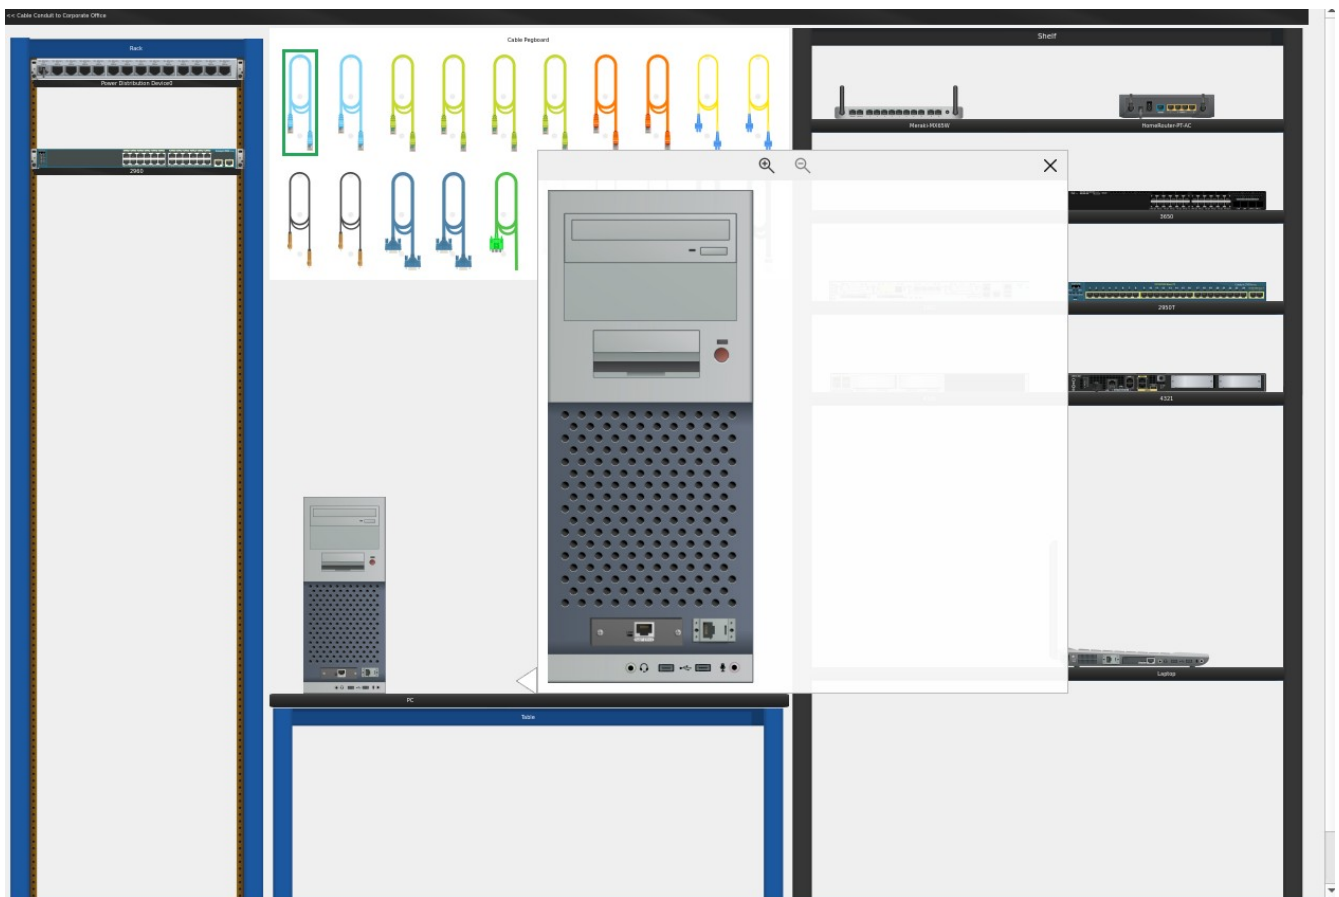 << Cable Conduit to Corporate Office
Rack
Power Distribution Device0
2960
Cable Pegboard
Shelf
Meraki-MX65W
HomeRouter-PT-AC
3650
2950T
4321
Laptop
PC
Table